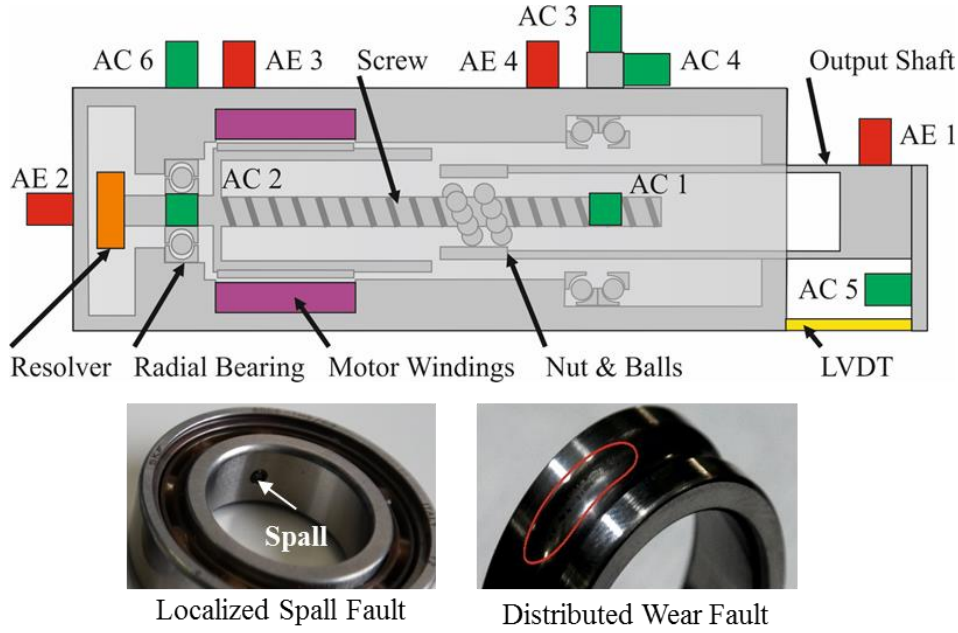 AC 3
AC 6
AE 3
Screw
AE 4
AC 4
Output Shaft
AE 1
AE 2
AC 2
AC 1
AC 5
Resolver
Radial Bearing
Motor Windings
Nut & Balls
LVDT
SKF
Spall
Localized Spall Fault
Distributed Wear Fault